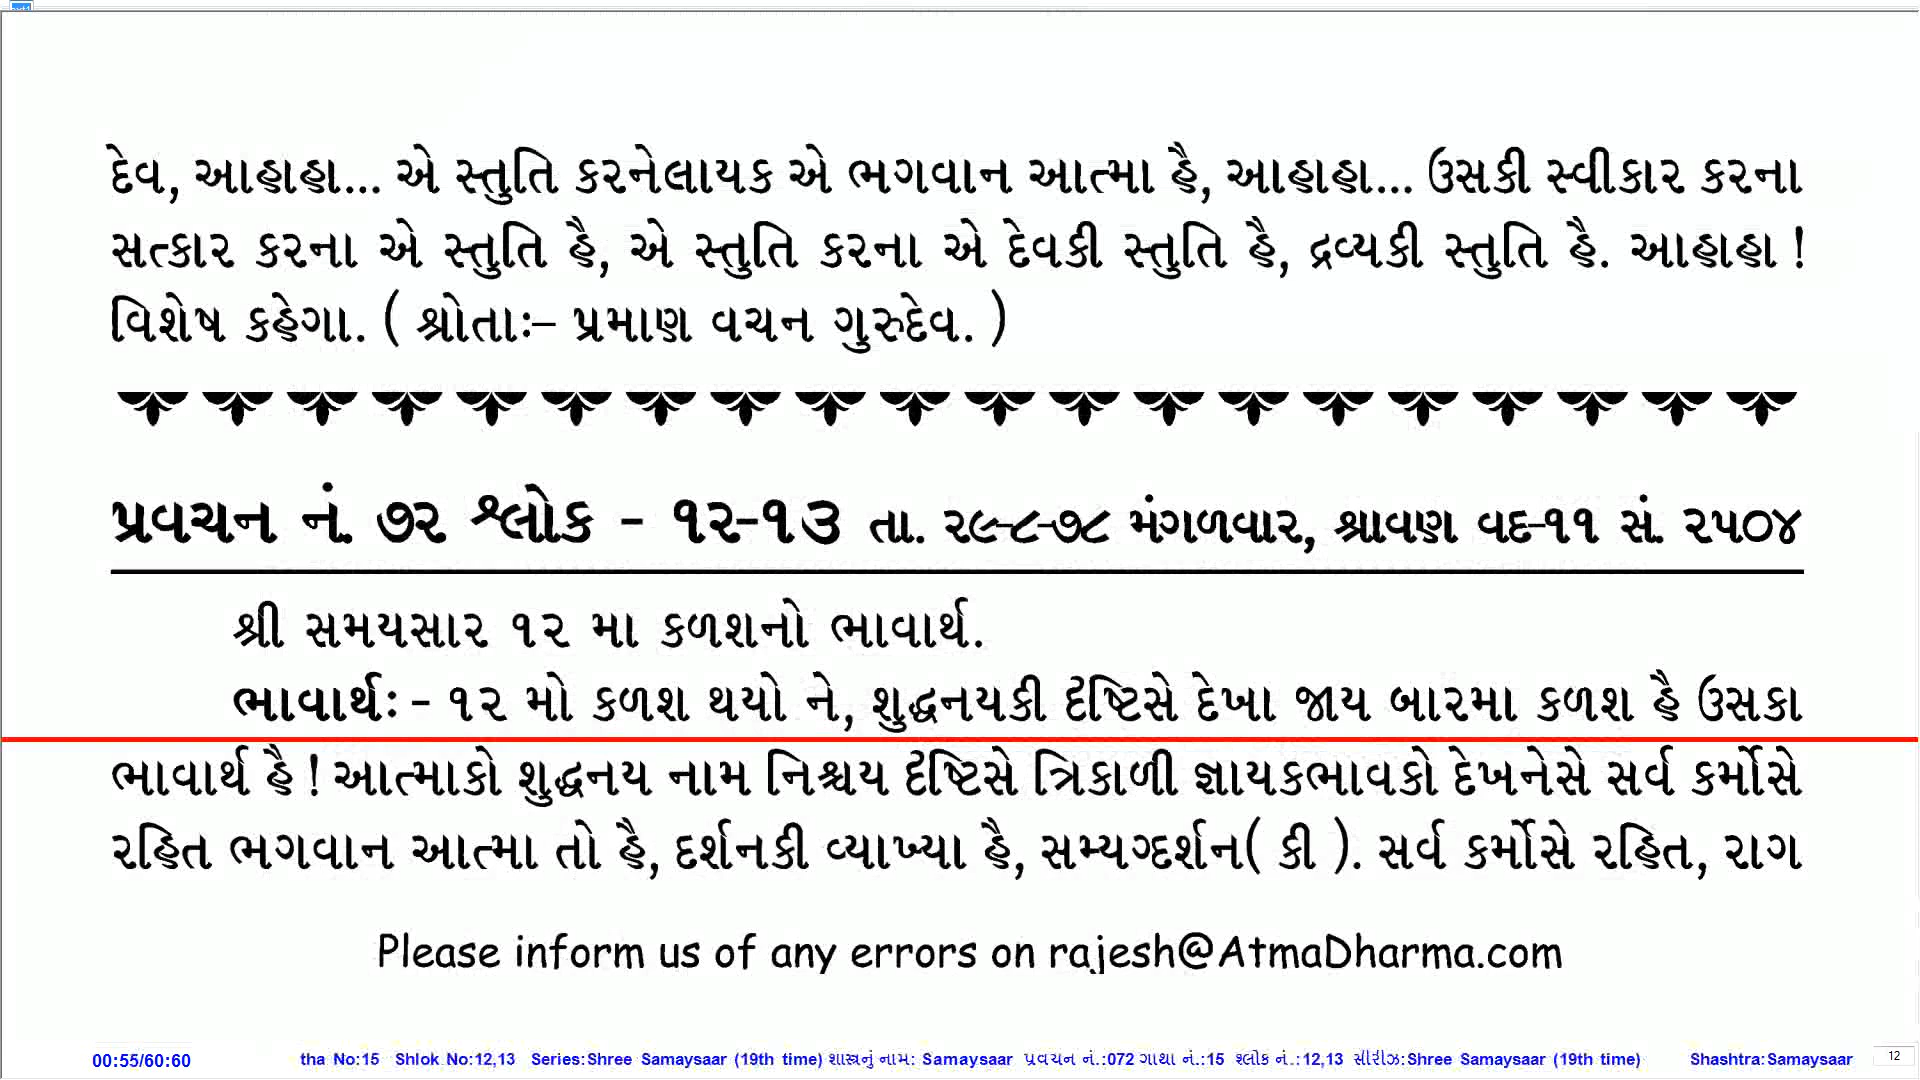 દેવ, આહાહા... એ સ્તુતિ કરનેલાયક એ ભગવાન આત્મા હૈ, આહાહા... ઉસકી સ્વીકાર કરના
સત્કાર કરના એ સ્તુતિ હૈ, એ સ્તુતિ કરના એ દેવકી સ્તુતિ હૈ, દ્રવ્યકી સ્તુતિ હૈ. આહાહા !
વિશેષ કહેગા. ( શ્રોતાઃ– પ્રમાણ વચન ગુરુદેવ. )
પ્રવચન નં. ૭૨ શ્લોક - ૧૨-૧૩ તા. ૨૯-૮-૭૮ મંગળવાર, શ્રાવણ વદ-૧૧ સં. ૨૫૦૪
શ્રી સમયસાર ૧૨ મા કળશનો ભાવાર્થ.
ભાવાર્થઃ - ૧૨ મો કળશ થયો ને, શુદ્ધનયકી દૃષ્ટિસે દેખા જાય બારમા કળશ હૈ ઉસકા
ભાવાર્થ હૈ ! આત્માકો શુદ્ધનય નામ નિશ્ચય દૃષ્ટિસે ત્રિકાળી જ્ઞાયકભાવકો દેખનેસે સર્વ કર્મોસે
રહિત ભગવાન આત્મા તો હૈ, દર્શનકી વ્યાખ્યા હૈ, સમ્યગ્દર્શન( કી ). સર્વ કર્મોસે રહિત, રાગ
Please inform us of any errors on rajesh@AtmaDharma.com
00:55/60:60 tha No:15 Shlok No:12,13 Series:Shree Samaysaar (19th time) શાસ્ત્રનું નામ: Samaysaar પ્રવચન નં.:072 ગાથા નં.:15 શ્લોક નં.:12,13 સીરીઝ:Shree Samaysaar (19th time) Shashtra:Samaysaar 12